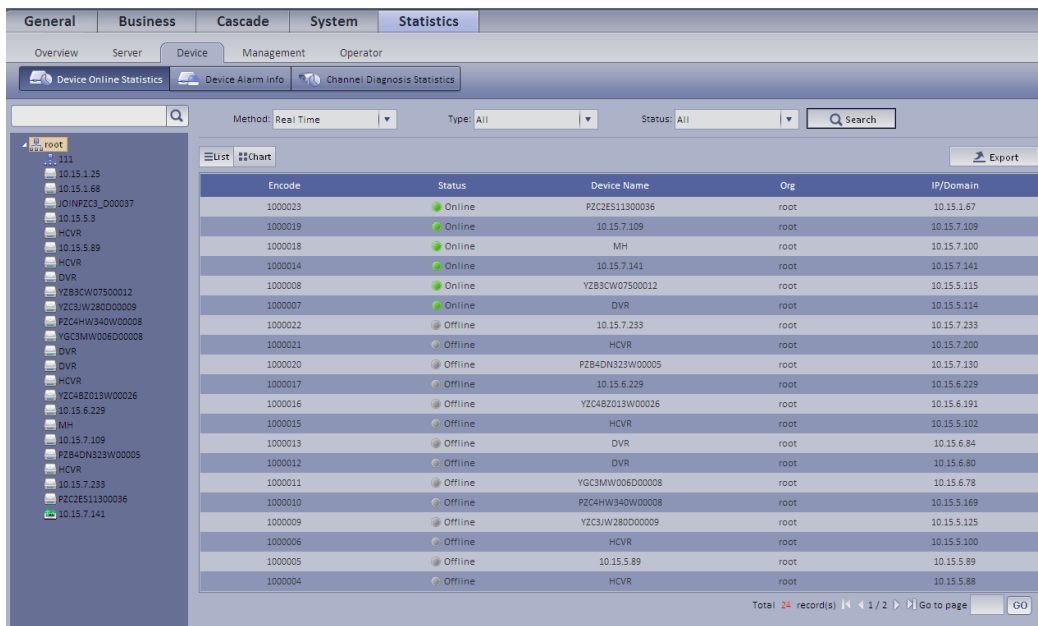 General Business Cascade System Statistics
Overview Server Device Management Operator
Device Online Statistics Device Alarm Info Channel Diagnosis Statistics
Method: Real Time Type: All Status: All Search
root
111
10.15.1.25
10.15.1.68
JOINPZC3_D00037
10.15.5.3
HCVR
10.15.5.89
HCVR
DVR
YZB3CW07500012
YZC3JW280D00009
PZC4HW340W00008
YGC3MW006D00008
DVR
DVR
HCVR
YZC4BZ013W00026
10.15.6.229
MH
10.15.7.109
PZB4DN323W00005
HCVR
10.15.7.233
PZC2ES11300036
10.15.7.141
List Chart Export
Encode Status Device Name Org IP/Domain
1000023 Online PZC2ES11300036 root 10.15.1.67
1000019 Online 10.15.7.109 root 10.15.7.109
1000018 Online MH root 10.15.7.100
1000014 Online 10.15.7.141 root 10.15.7.141
1000008 Online YZB3CW07500012 root 10.15.5.115
1000007 Online DVR root 10.15.5.114
1000022 Offline 10.15.7.233 root 10.15.7.233
1000021 Offline HCVR root 10.15.7.200
1000020 Offline PZB4DN323W00005 root 10.15.7.130
1000017 Offline 10.15.6.229 root 10.15.6.229
1000016 Offline YZC4BZ013W00026 root 10.15.6.191
1000015 Offline HCVR root 10.15.5.102
1000013 Offline DVR root 10.15.6.84
1000012 Offline DVR root 10.15.6.80
1000011 Offline YGC3MW006D00008 root 10.15.6.78
1000010 Offline PZC4HW340W00008 root 10.15.5.169
1000009 Offline YZC3JW280D00009 root 10.15.5.125
1000006 Offline HCVR root 10.15.5.100
1000005 Offline 10.15.5.89 root 10.15.5.89
1000004 Offline HCVR root 10.15.5.88
Total 24 record(s) 1 / 2 Go to page GO